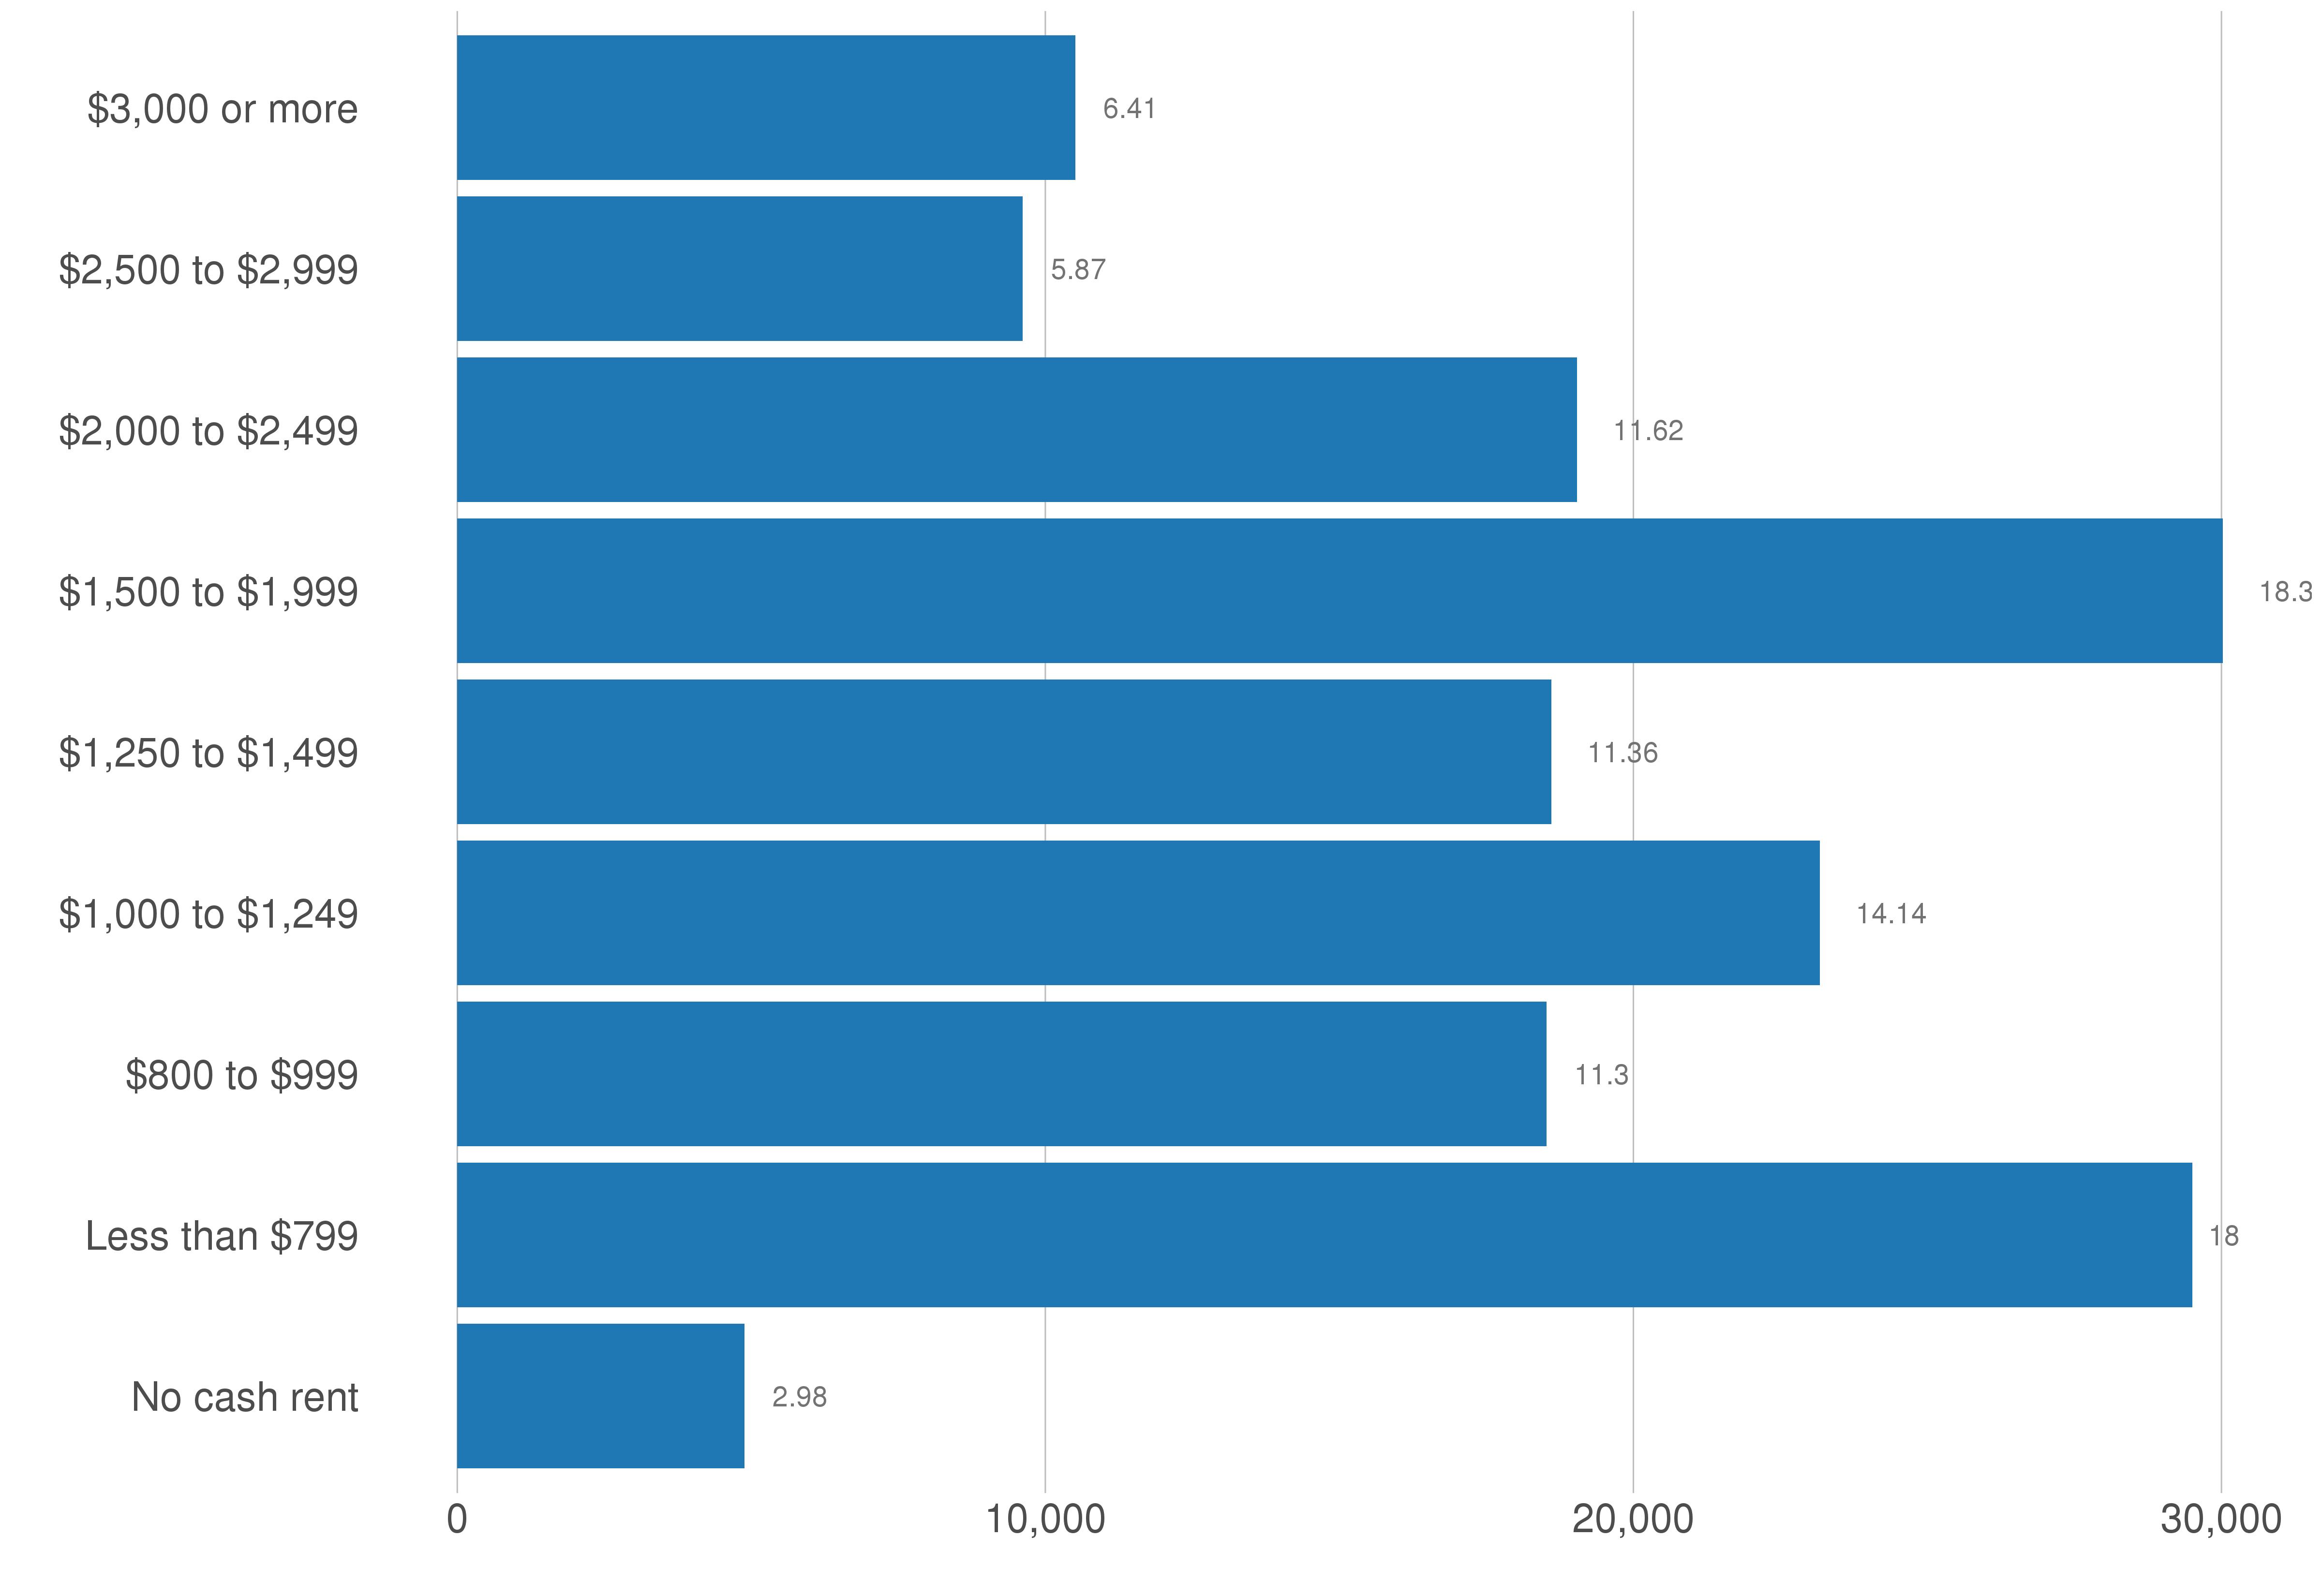 $3,000 or more 6.41
$2,500 to $2,999 5.87
$2,000 to $2,499 11.62
$1,500 to $1,999 18.3
$1,250 to $1,499 11.36
$1,000 to $1,249 14.14
$800 to $999 11.3
Less than $799 18
No cash rent 2.98
0 10,000 20,000 30,000